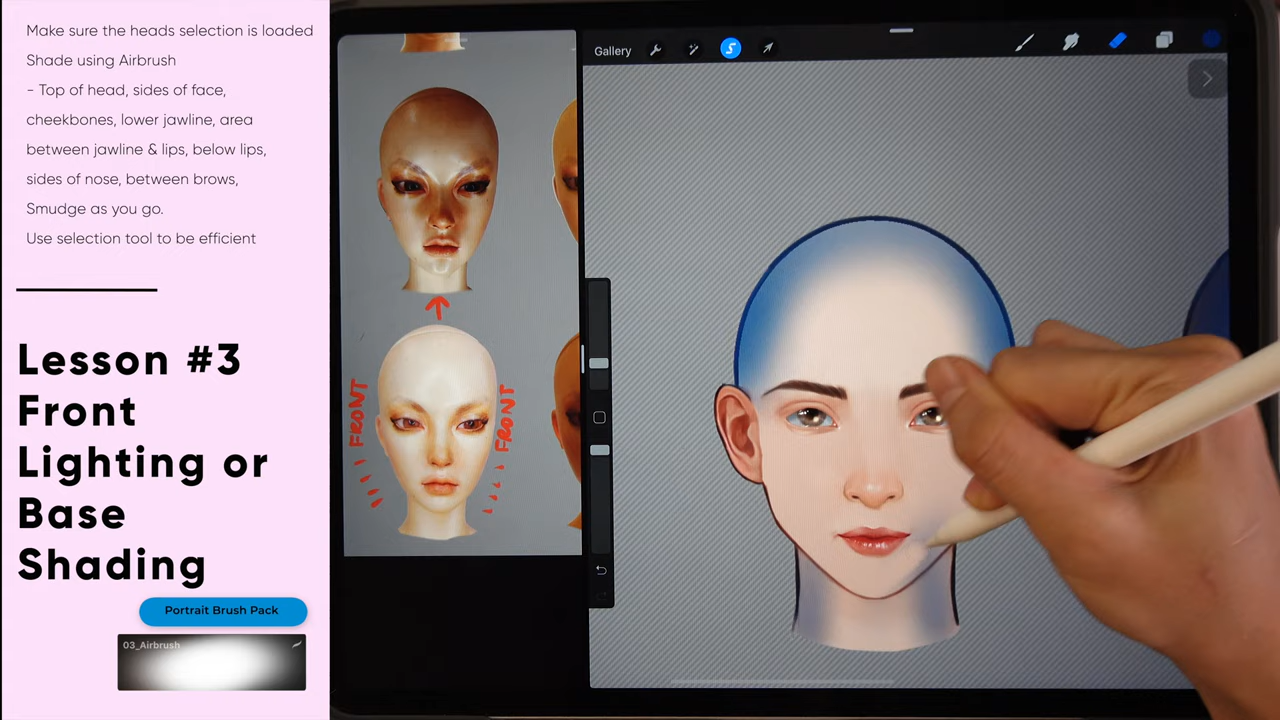 Make sure the heads selection is loaded
Shade using Airbrush
- Top of head, sides of face,
cheekbones, lower jawline, area
between jawline & lips, below lips,
sides of nose, between brows,
Smudge as you go.
Use selection tool to be efficient
Lesson #3
Front
Lighting or
Base
Shading
Portrait Brush Pack
03_Airbrush
FRONT
FRONT
Gallery